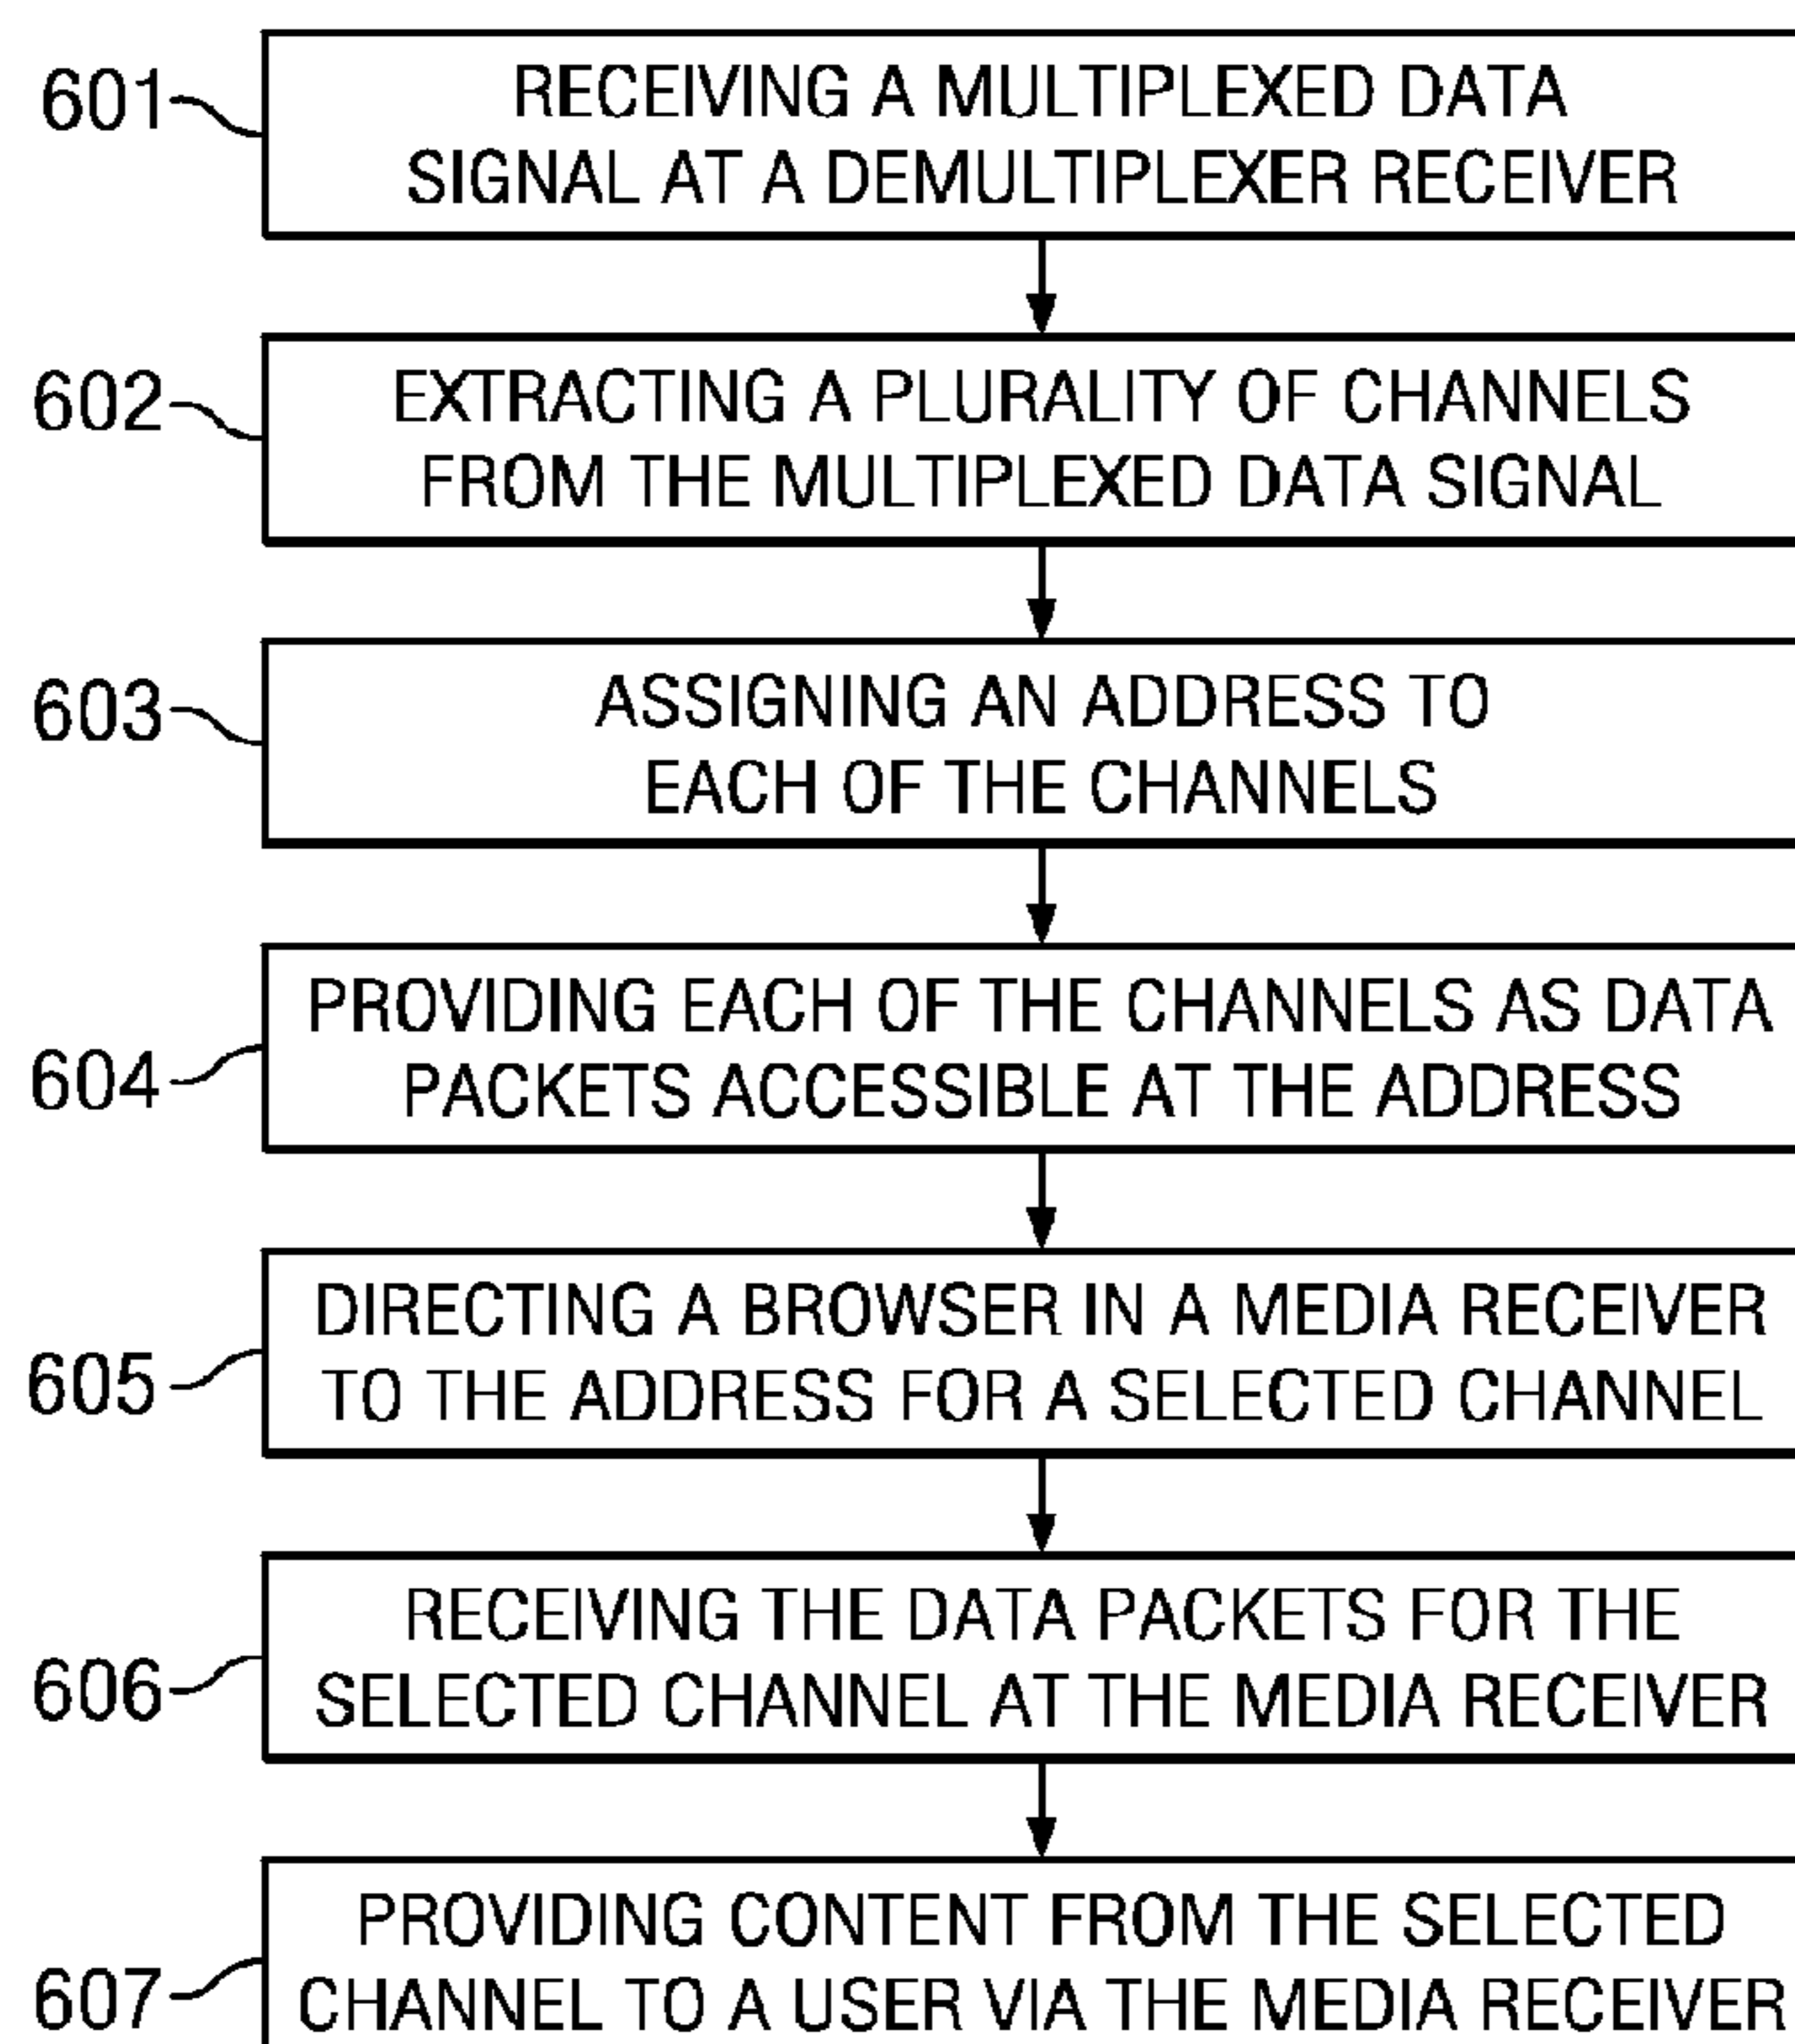 601
RECEIVING A MULTIPLEXED DATA
SIGNAL AT A DEMULTIPLEXER RECEIVER
602
EXTRACTING A PLURALITY OF CHANNELS
FROM THE MULTIPLEXED DATA SIGNAL
603
ASSIGNING AN ADDRESS TO
EACH OF THE CHANNELS
604
PROVIDING EACH OF THE CHANNELS AS DATA
PACKETS ACCESSIBLE AT THE ADDRESS
605
DIRECTING A BROWSER IN A MEDIA RECEIVER
TO THE ADDRESS FOR A SELECTED CHANNEL
606
RECEIVING THE DATA PACKETS FOR THE
SELECTED CHANNEL AT THE MEDIA RECEIVER
607
PROVIDING CONTENT FROM THE SELECTED
CHANNEL TO A USER VIA THE MEDIA RECEIVER